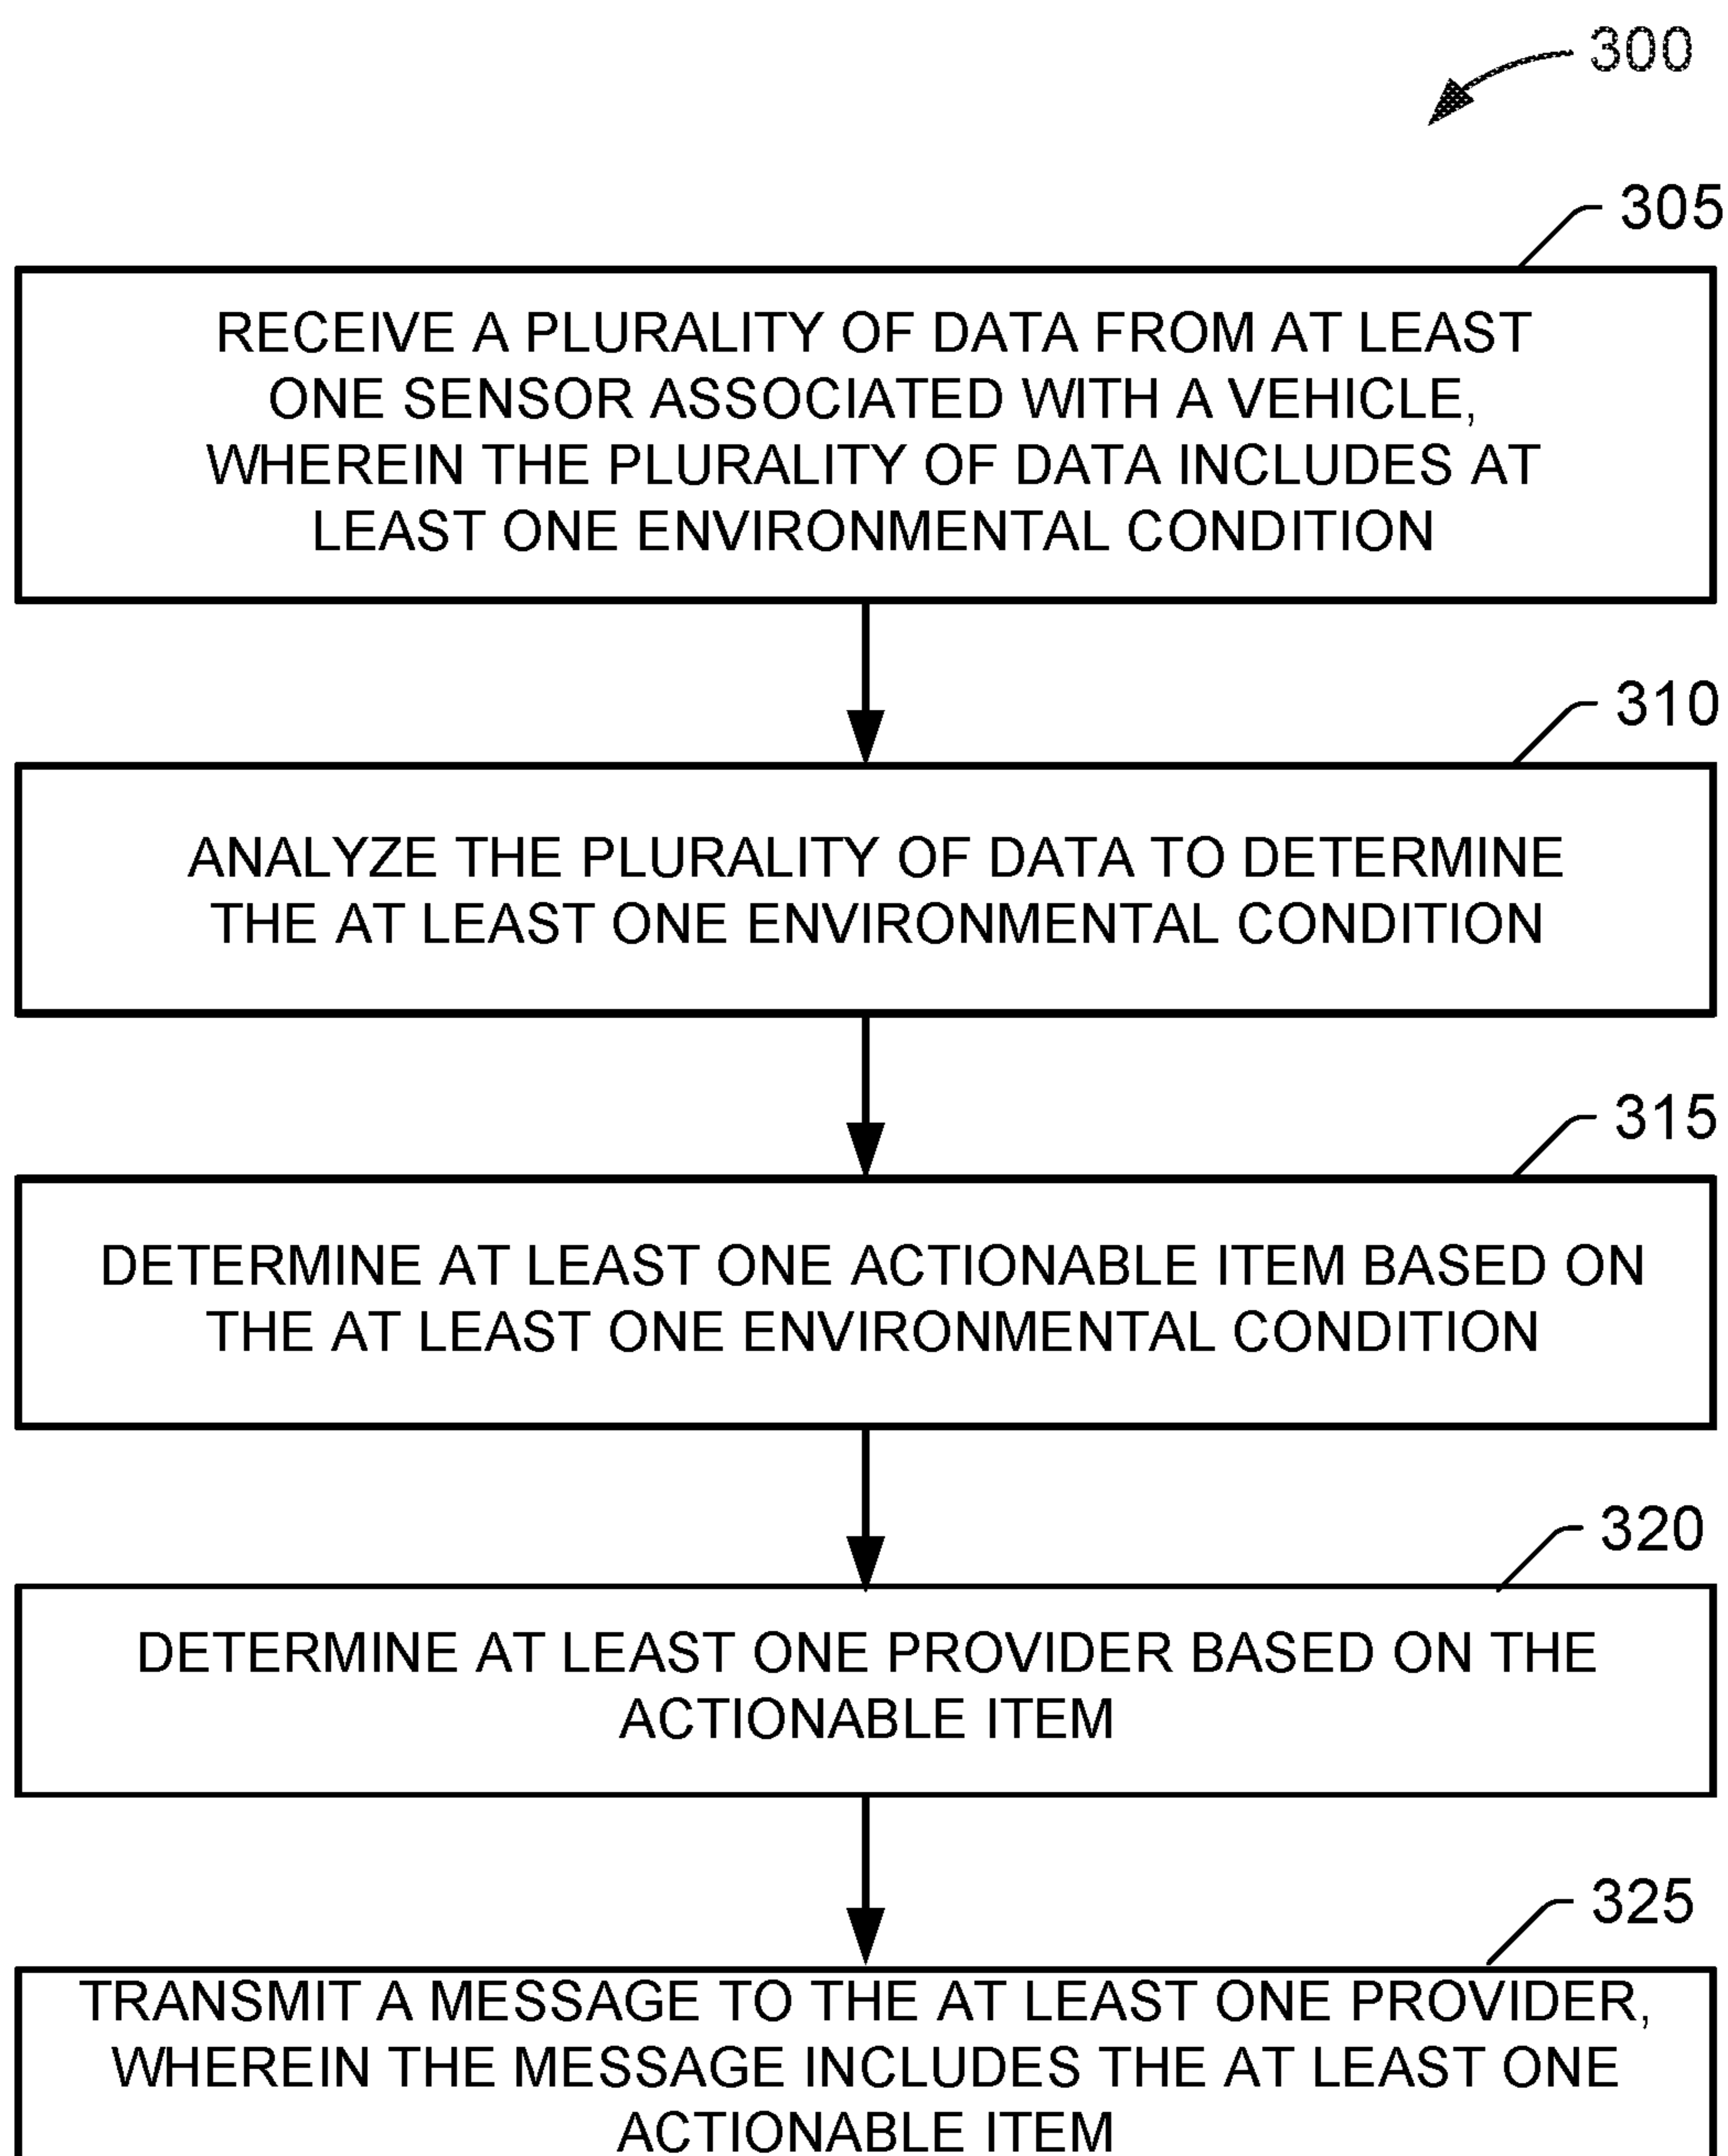 300
305
RECEIVE A PLURALITY OF DATA FROM AT LEAST
ONE SENSOR ASSOCIATED WITH A VEHICLE,
WHEREIN THE PLURALITY OF DATA INCLUDES AT
LEAST ONE ENVIRONMENTAL CONDITION
310
ANALYZE THE PLURALITY OF DATA TO DETERMINE
THE AT LEAST ONE ENVIRONMENTAL CONDITION
315
DETERMINE AT LEAST ONE ACTIONABLE ITEM BASED ON
THE AT LEAST ONE ENVIRONMENTAL CONDITION
320
DETERMINE AT LEAST ONE PROVIDER BASED ON THE
ACTIONABLE ITEM
325
TRANSMIT A MESSAGE TO THE AT LEAST ONE PROVIDER,
WHEREIN THE MESSAGE INCLUDES THE AT LEAST ONE
ACTIONABLE ITEM